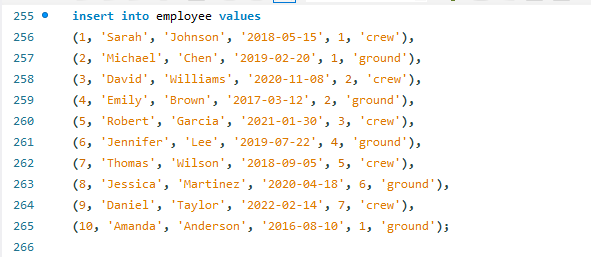 255 insert into employee values
256 (1, 'Sarah', 'Johnson', '2018-05-15', 1, 'crew'),
257 (2, 'Michael', 'Chen', '2019-02-20', 1, 'ground'),
258 (3, 'David', 'Williams', '2020-11-08', 2, 'crew'),
259 (4, 'Emily', 'Brown', '2017-03-12', 2, 'ground'),
260 (5, 'Robert', 'Garcia', '2021-01-30', 3, 'crew'),
261 (6, 'Jennifer', 'Lee', '2019-07-22', 4, 'ground'),
262 (7, 'Thomas', 'Wilson', '2018-09-05', 5, 'crew'),
263 (8, 'Jessica', 'Martinez', '2020-04-18', 6, 'ground'),
264 (9, 'Daniel', 'Taylor', '2022-02-14', 7, 'crew'),
265 (10, 'Amanda', 'Anderson', '2016-08-10', 1, 'ground');
266